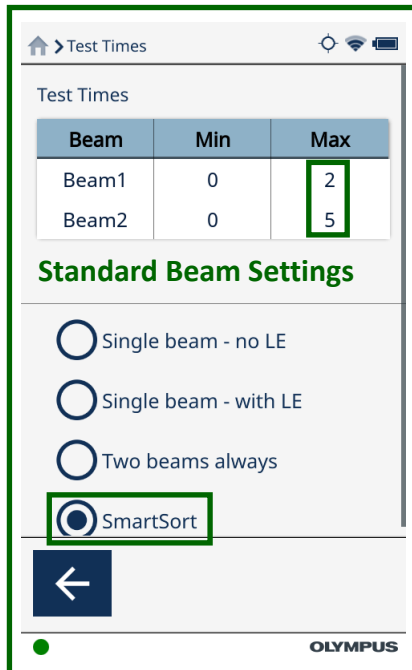 Test Times
Test Times
Beam Min Max
Beam1 0 2
Beam2 0 5
Standard Beam Settings
Single beam - no LE
Single beam - with LE
Two beams always
SmartSort
OLYMPUS